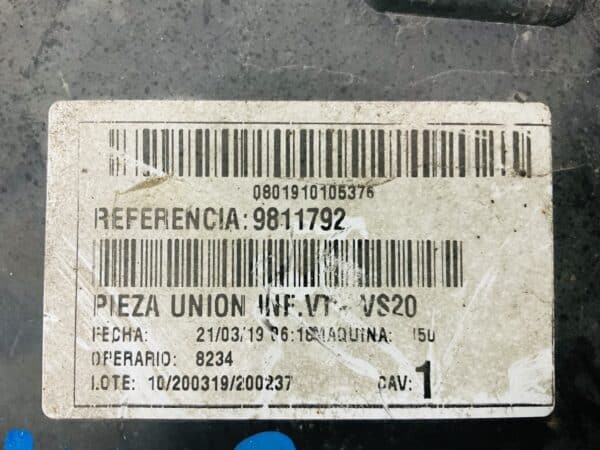 0801910105376
REFERENCIA: 9811792
PIEZA UNION INF.VT - VS20
FECHA: 21/03/19 06:18 MAQUINA: 150
OPERARIO: 8234
LOTE: 10/200319/200237 CAV: 1